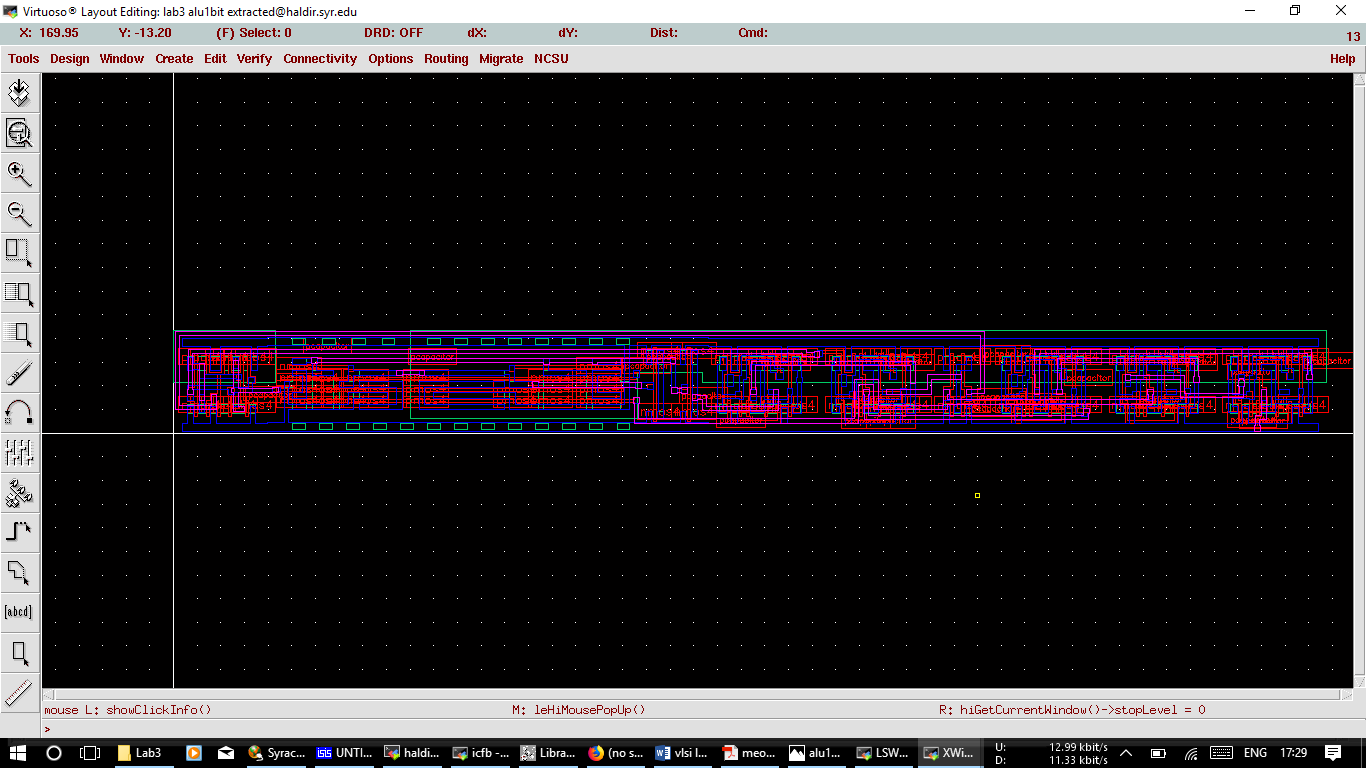 Virtuoso® Layout Editing: lab3 alu1bit extracted@haldir.syr.edu
X: 169.95 Y: -13.20 (F) Select: 0 DRD: OFF dX: dY: Dist: Cmd:
13
Tools Design Window Create Edit Verify Connectivity Options Routing Migrate NCSU Help
pcapacitor
pcapacitor
pcapacitor
[abcd]
mouse L: showClickInfo() M: leHiMousePopUp() R: hiGetCurrentWindow()->stopLevel = 0
>
Lab3 Syrac... UNTI... haldi... icfb -... Libra... (no s... vlsi l... meo... alu1... LSW... XWi... U: 12.99 kbit/s ENG 17:29
D: 11.33 kbit/s